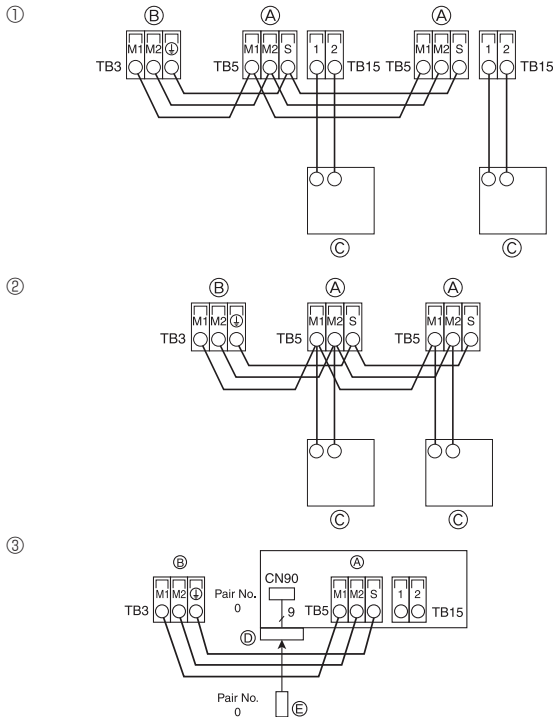 ①
Ⓑ Ⓐ Ⓐ
M1 M2 ⏚ M1 M2 S 1 2 M1 M2 S 1 2
TB3 TB5 TB15 TB5 TB15
Ⓒ Ⓒ
②
Ⓑ Ⓐ Ⓐ
M1 M2 ⏚ M1 M2 S M1 M2 S
TB3 TB5 TB5
Ⓒ Ⓒ
③
Ⓑ Ⓐ
CN90
M1 M2 ⏚ Pair No. M1 M2 S 1 2
TB3 0 9 TB5 TB15
Ⓓ
Pair No.
0 Ⓔ